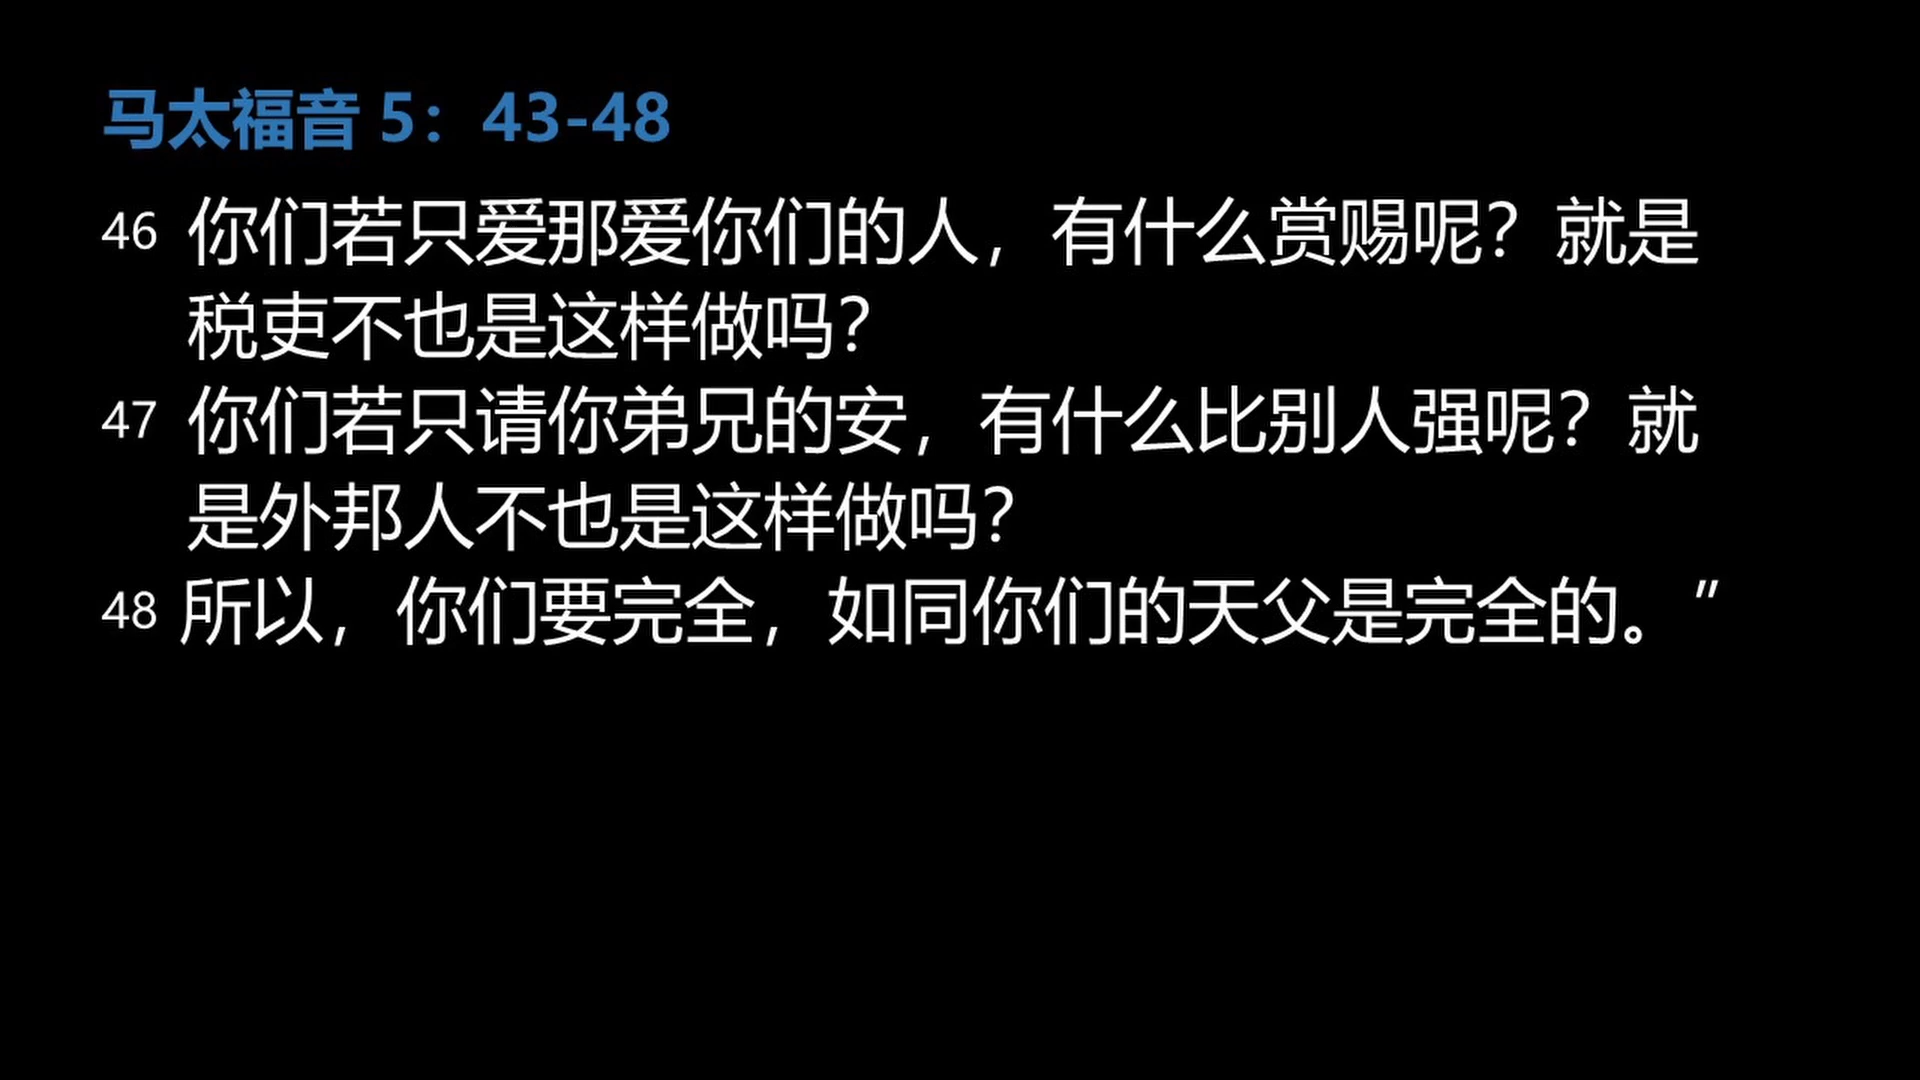 马太福音 5：43-48
46 你们若只爱那爱你们的人，有什么赏赐呢？就是
税吏不也是这样做吗？
47 你们若只请你弟兄的安，有什么比别人强呢？就
是外邦人不也是这样做吗？
48 所以，你们要完全，如同你们的天父是完全的。”